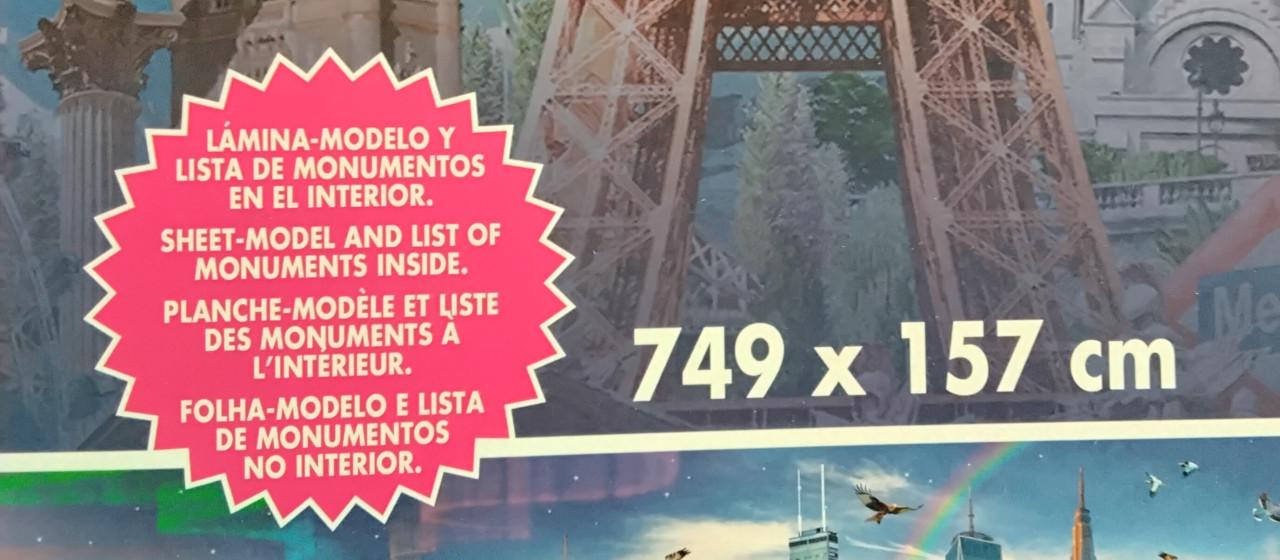 LÁMINA-MODELO Y
LISTA DE MONUMENTOS
EN EL INTERIOR.
SHEET-MODEL AND LIST OF
MONUMENTS INSIDE.
PLANCHE-MODÈLE ET LISTE
DES MONUMENTS À
L'INTÉRIEUR.
FOLHA-MODELO E LISTA
DE MONUMENTOS
NO INTERIOR.
749 x 157 cm